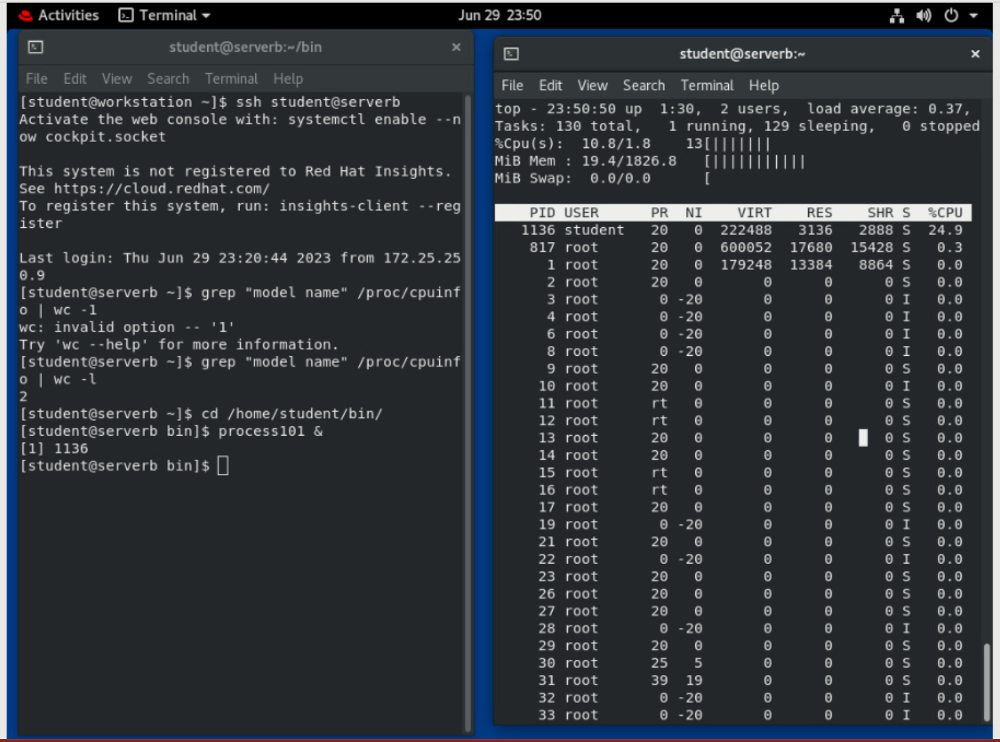 Activities Terminal Jun 29 23:50
student@serverb:~/bin ×
File Edit View Search Terminal Help
[student@workstation ~]$ ssh student@serverb
Activate the web console with: systemctl enable --n
ow cockpit.socket
This system is not registered to Red Hat Insights.
See https://cloud.redhat.com/
To register this system, run: insights-client --reg
ister
Last login: Thu Jun 29 23:20:44 2023 from 172.25.25
0.9
[student@serverb ~]$ grep "model name" /proc/cpuinf
o | wc -1
wc: invalid option -- '1'
Try 'wc --help' for more information.
[student@serverb ~]$ grep "model name" /proc/cpuinf
o | wc -l
2
[student@serverb ~]$ cd /home/student/bin/
[student@serverb bin]$ process101 &
[1] 1136
[student@serverb bin]$
student@serverb:~ ×
File Edit View Search Terminal Help
top - 23:50:50 up  1:30,  2 users,  load average: 0.37,
Tasks: 130 total,   1 running, 129 sleeping,   0 stopped
%Cpu(s):  10.8/1.8    13[|||||||
MiB Mem : 19.4/1826.8   [|||||||||||
MiB Swap:  0.0/0.0      [
PID USER PR NI VIRT RES SHR S %CPU
1136 student 20 0 222488 3136 2888 S 24.9
817 root 20 0 600052 17680 15428 S 0.3
1 root 20 0 179248 13384 8864 S 0.0
2 root 20 0 0 0 0 S 0.0
3 root 0 -20 0 0 0 I 0.0
4 root 0 -20 0 0 0 I 0.0
6 root 0 -20 0 0 0 I 0.0
8 root 0 -20 0 0 0 I 0.0
9 root 20 0 0 0 0 S 0.0
10 root 20 0 0 0 0 I 0.0
11 root rt 0 0 0 0 S 0.0
12 root rt 0 0 0 0 S 0.0
13 root 20 0 0 0 0 S 0.0
14 root 20 0 0 0 0 S 0.0
15 root rt 0 0 0 0 S 0.0
16 root rt 0 0 0 0 S 0.0
17 root 20 0 0 0 0 S 0.0
19 root 0 -20 0 0 0 I 0.0
21 root 20 0 0 0 0 S 0.0
22 root 0 -20 0 0 0 I 0.0
23 root 20 0 0 0 0 S 0.0
26 root 20 0 0 0 0 S 0.0
27 root 20 0 0 0 0 S 0.0
28 root 0 -20 0 0 0 I 0.0
29 root 20 0 0 0 0 S 0.0
30 root 25 5 0 0 0 S 0.0
31 root 39 19 0 0 0 S 0.0
32 root 0 -20 0 0 0 I 0.0
33 root 0 -20 0 0 0 I 0.0